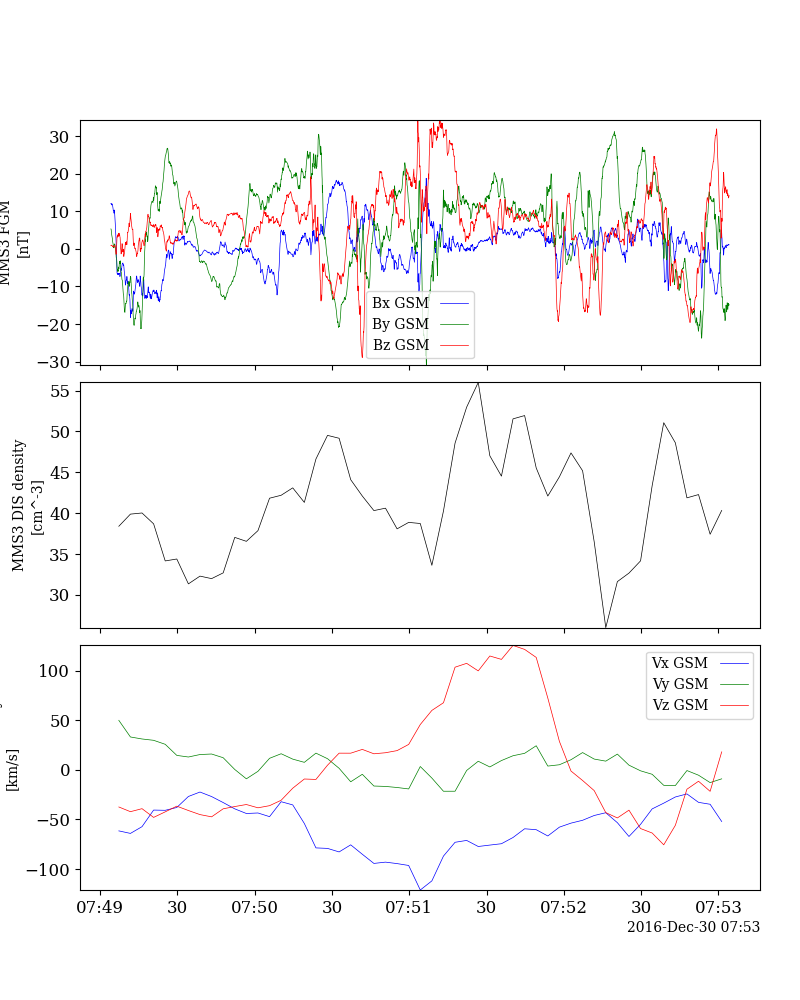 30
20
10
0
−10
−20
−30
MMS3 FGM
[nT]
Bx GSM
By GSM
Bz GSM
55
50
45
40
35
30
MMS3 DIS density
[cm^-3]
100
50
0
−50
−100
[km/s]
Vx GSM
Vy GSM
Vz GSM
07:49 30 07:50 30 07:51 30 07:52 30 07:53
2016-Dec-30 07:53